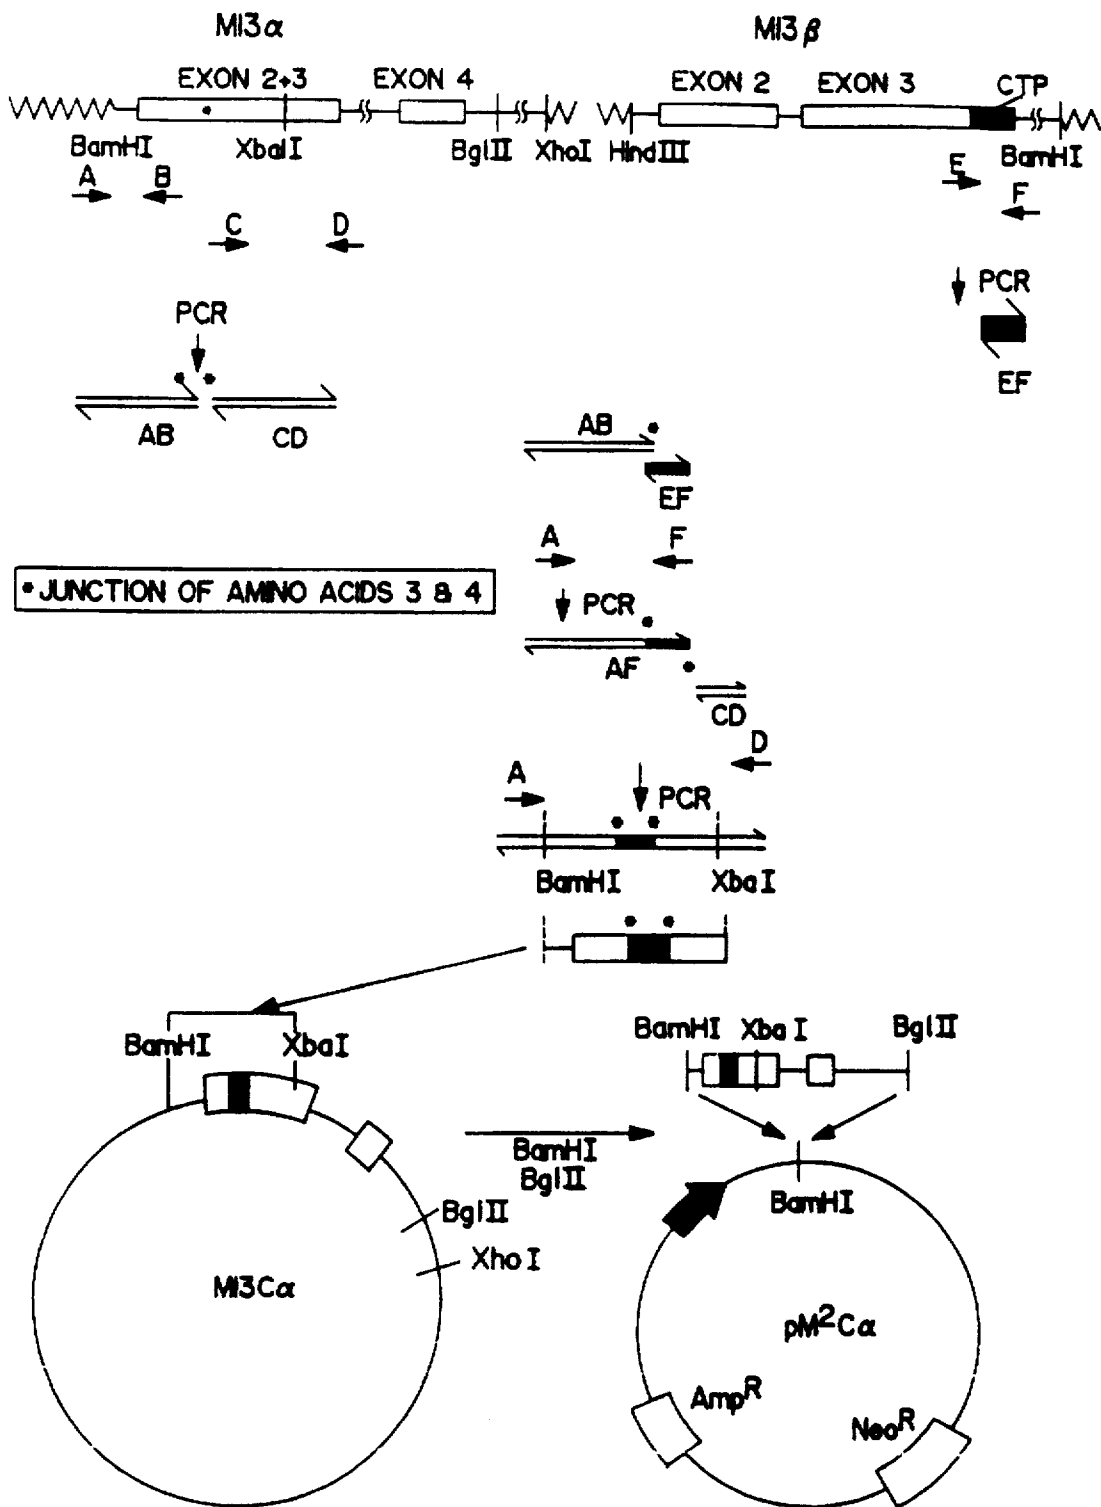 MI3α
MI3β
EXON 2+3
EXON 4
EXON 2
EXON 3
CTP
BamHI
XbaI
BglII
XhoI
HindIII
BamHI
A
B
C
D
E
F
PCR
PCR
AB
CD
EF
AB
EF
A
F
• JUNCTION OF AMINO ACIDS 3 & 4
PCR
AF
CD
D
A
PCR
BamHI
XbaI
BamHI
XbaI
BamHI
XbaI
BglII
BamHI
BglII
BamHI
BglII
XhoI
MI3Cα
pM²Cα
Amp^R
Neo^R